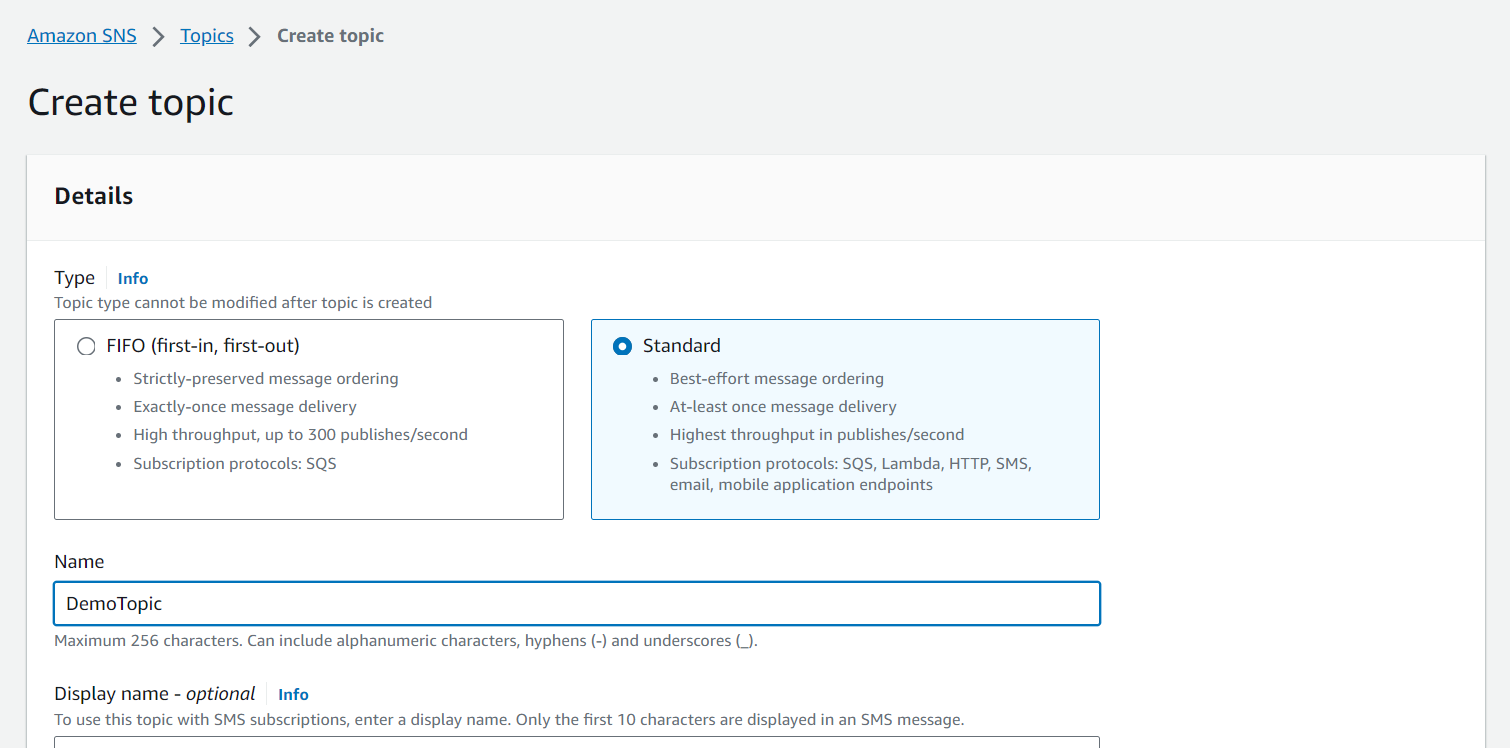 Amazon SNS > Topics > Create topic
Create topic
Details
Type Info
Topic type cannot be modified after topic is created
FIFO (first-in, first-out)
• Strictly-preserved message ordering
• Exactly-once message delivery
• High throughput, up to 300 publishes/second
• Subscription protocols: SQS
Standard
• Best-effort message ordering
• At-least once message delivery
• Highest throughput in publishes/second
• Subscription protocols: SQS, Lambda, HTTP, SMS,
email, mobile application endpoints
Name
DemoTopic
Maximum 256 characters. Can include alphanumeric characters, hyphens (-) and underscores (_).
Display name - optional Info
To use this topic with SMS subscriptions, enter a display name. Only the first 10 characters are displayed in an SMS message.